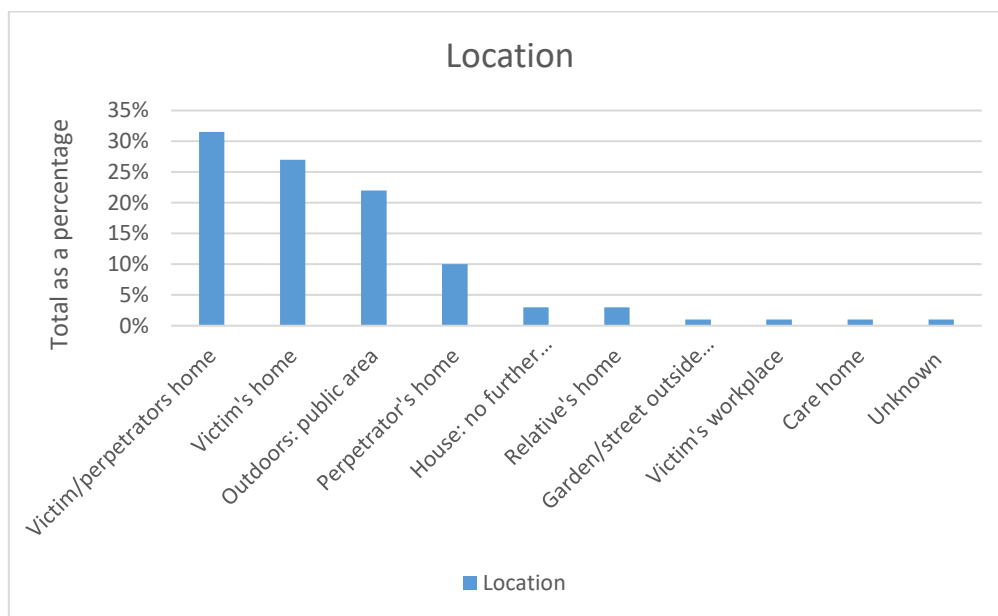 Location
Total as a percentage
35%
30%
25%
20%
15%
10%
5%
0%
Victim/perpetrators home
Victim's home
Outdoors: public area
Perpetrator's home
House: no further...
Relative's home
Garden/street outside...
Victim's workplace
Care home
Unknown
Location